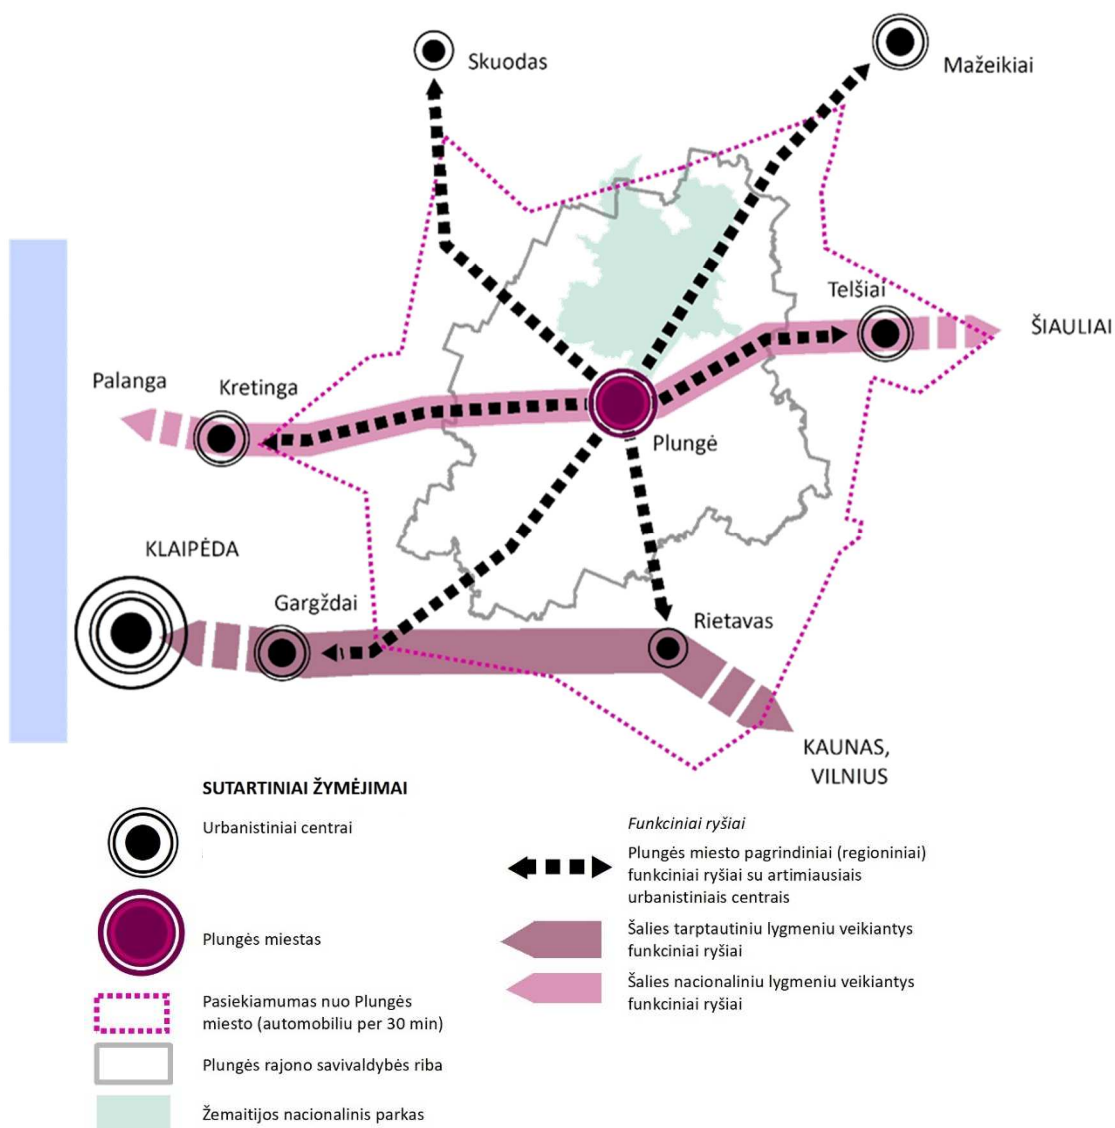 Skuodas
Mažeikiai
Telšiai
ŠIAULIAI
Palanga
Kretinga
Plungė
KLAIPĖDA
Gargždai
Rietavas
KAUNAS,
VILNIUS
SUTARTINIAI ŽYMĖJIMAI
Urbanistiniai centrai
Plungės miestas
Pasiekiamumas nuo Plungės
miesto (automobiliu per 30 min)
Plungės rajono savivaldybės riba
Žemaitijos nacionalinis parkas
Funkciniai ryšiai
Plungės miesto pagrindiniai (regioniniai)
funkciniai ryšiai su artimiausiais
urbanistiniais centrais
Šalies tarptautiniu lygmeniu veikiantys
funkciniai ryšiai
Šalies nacionaliniu lygmeniu veikiantys
funkciniai ryšiai